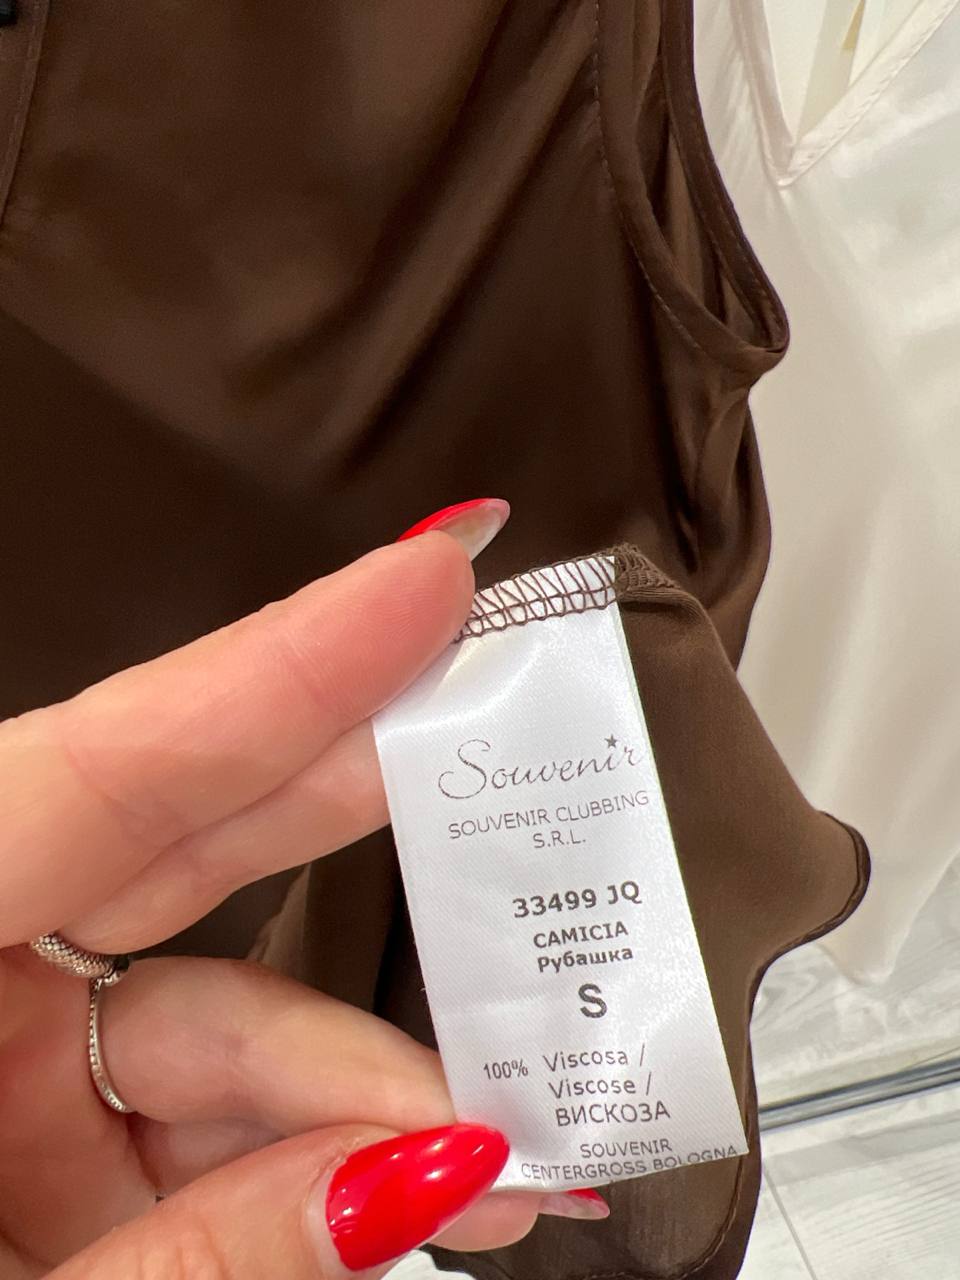 Souvenir
SOUVENIR CLUBBING
S.R.L.
33499 JQ
CAMICIA
Рубашка
S
100% Viscosa /
Viscose /
ВИСКОЗА
SOUVENIR
CENTERGROSS BOLOGNA